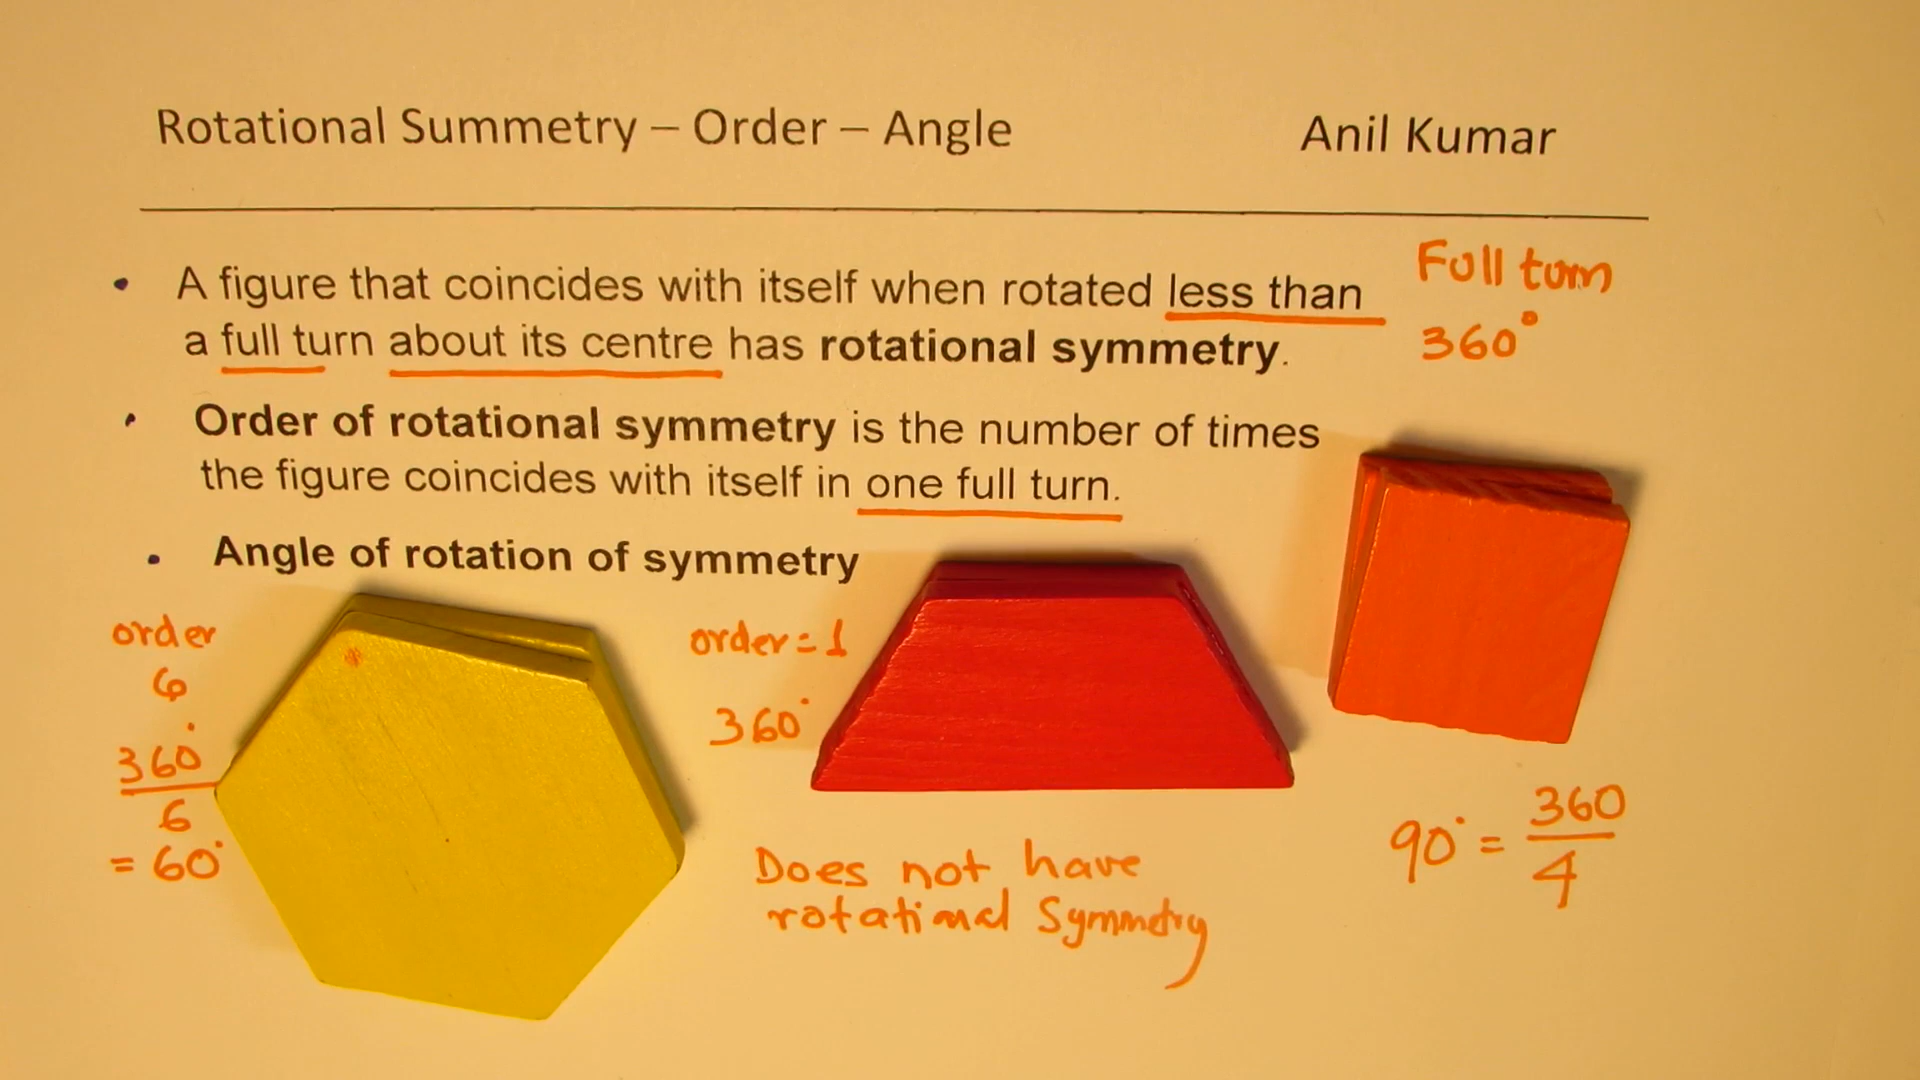 Rotational Summetry – Order – Angle
Anil Kumar
• A figure that coincides with itself when rotated less than
a full turn about its centre has rotational symmetry.
Full turn
360°
• Order of rotational symmetry is the number of times
the figure coincides with itself in one full turn.
• Angle of rotation of symmetry
order
6
360°
6
= 60°
order = 1
360°
Does not have
rotational Symmetry
90° = 360
4